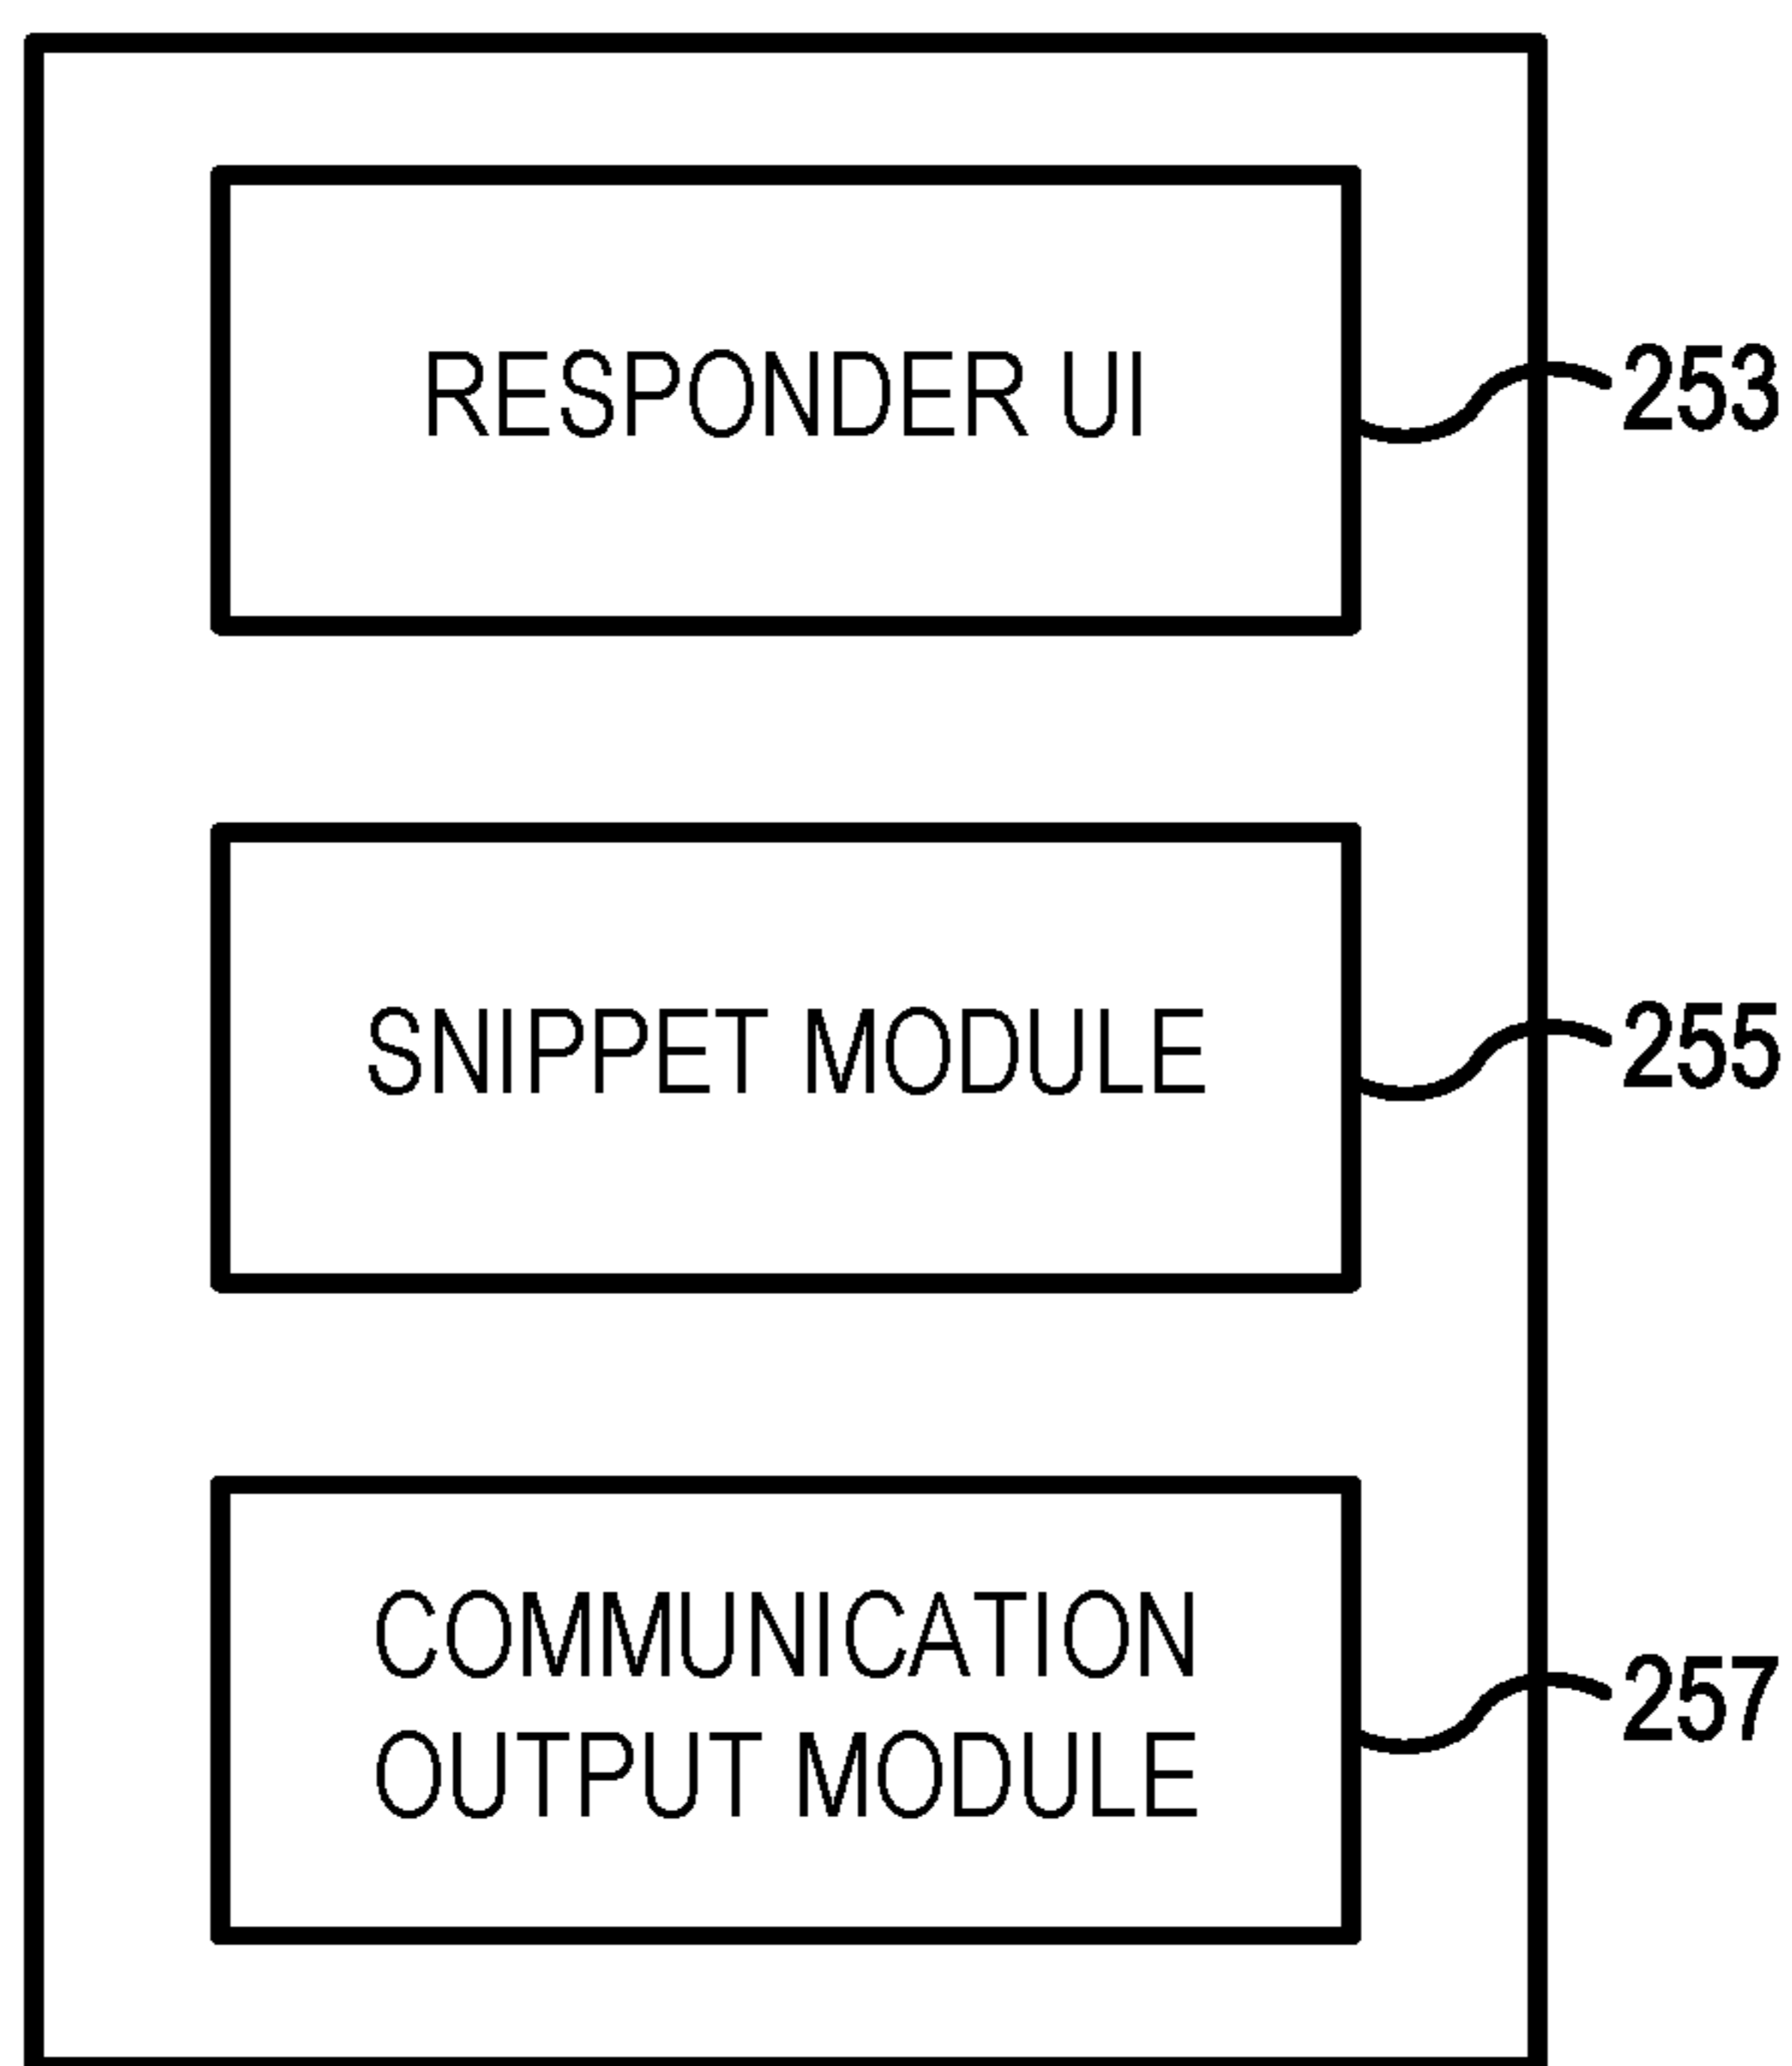 RESPONDER UI
253
SNIPPET MODULE
255
COMMUNICATION
OUTPUT MODULE
257